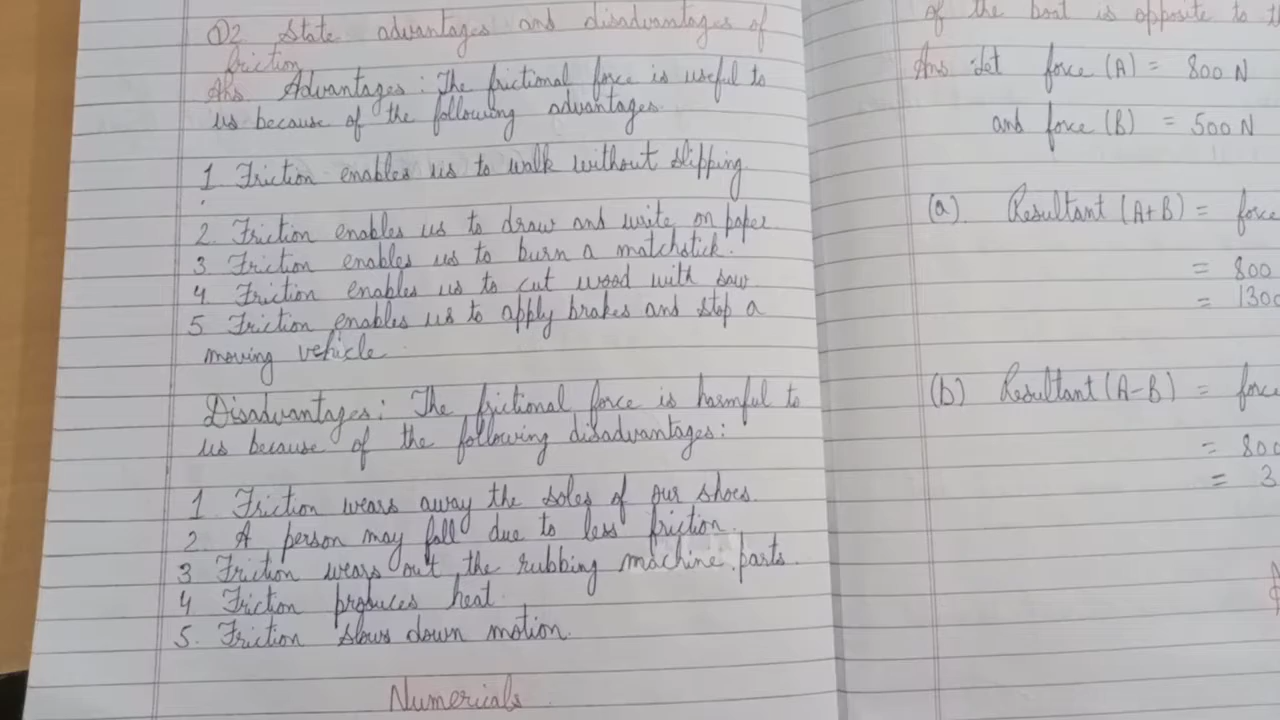 Q2 State advantages and disadvantages of
friction
Ans Advantages : The frictional force is useful to
us because of the following advantages
1 Friction enables us to walk without slipping
2. Friction enables us to draw and write on paper
3 Friction enables us to burn a matchstick.
4 Friction enables us to cut wood with saw
5 Friction enables us to apply brakes and stop a
moving vehicle
Disadvantages : The frictional force is harmful to
us because of the following disadvantages :
1 Friction wears away the soles of our shoes.
2. A person may fall due to less friction.
3 Friction wears out the rubbing machine parts.
4 Friction produces heat
5. Friction slows down motion.
Numericals
of the boat is opposite to
Ans Let force (A) = 800 N
and force (B) = 500 N
(a). Resultant (A+B) = force
= 800
= 1300
(b) Resultant (A-B) = force
= 800
= 3